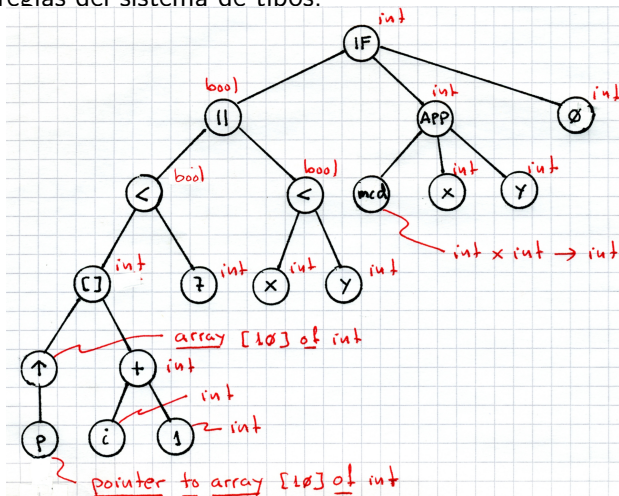 reglas del sistema de tipos.
int
IF
bool
int
int
||
APP
Ø
bool
bool
int
int
<
<
mcd
x
Y
int
int
int
int
int x int → int
[]
7
x
Y
array [1Ø] of int
↑
+
int
int
P
i
1
int
pointer to array [1Ø] of int